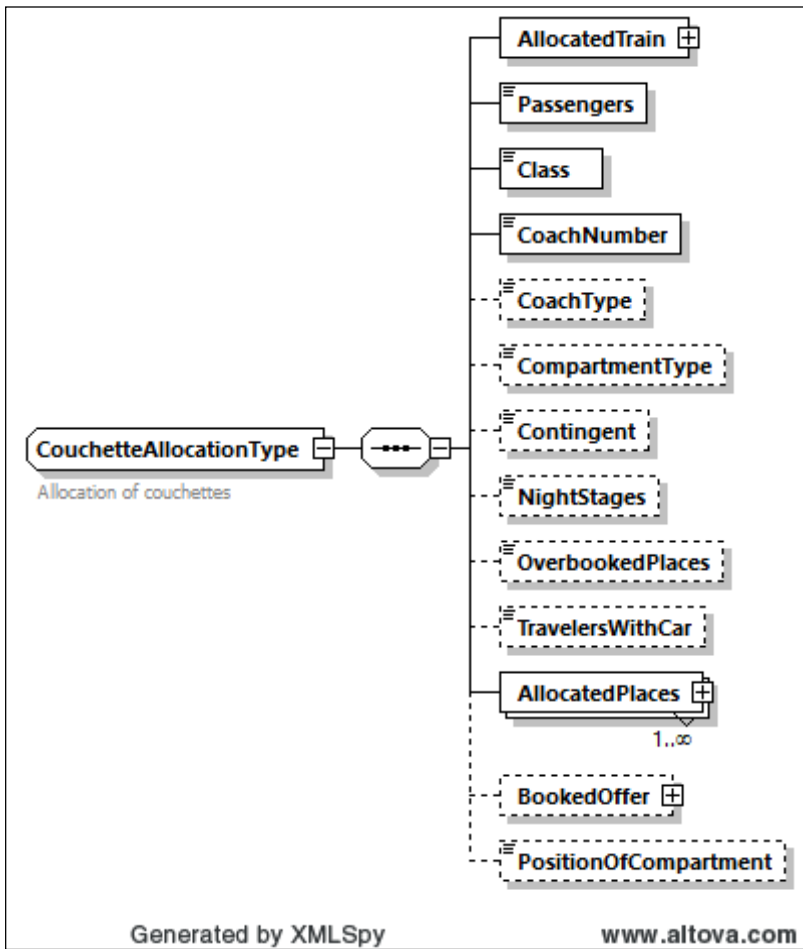 AllocatedTrain
Passengers
Class
CoachNumber
CoachType
CompartmentType
Contingent
CouchetteAllocationType
Allocation of couchettes
NightStages
OverbookedPlaces
TravelersWithCar
AllocatedPlaces
1..∞
BookedOffer
PositionOfCompartment
Generated by XMLSpy
www.altova.com